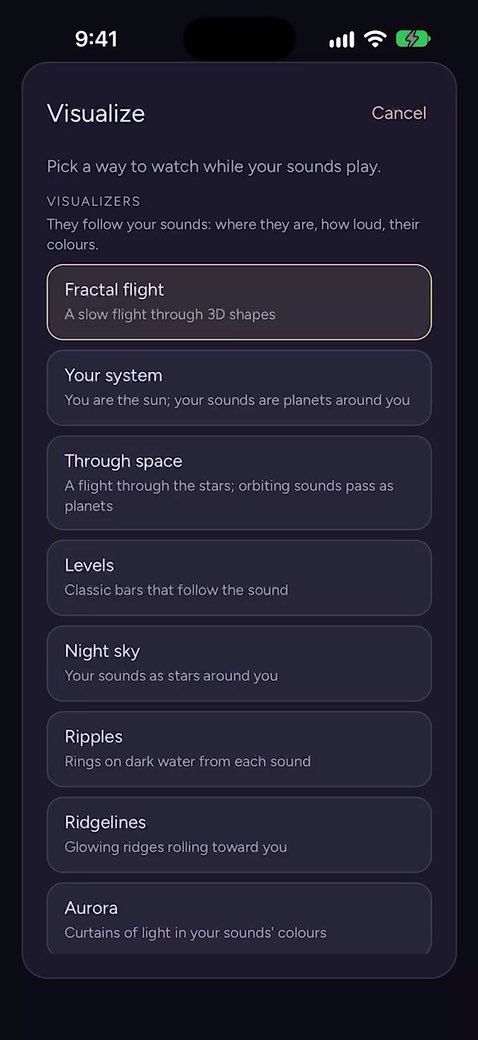 9:41
Visualize
Cancel
Pick a way to watch while your sounds play.
VISUALIZERS
They follow your sounds: where they are, how loud, their
colours.
Fractal flight
A slow flight through 3D shapes
Your system
You are the sun; your sounds are planets around you
Through space
A flight through the stars; orbiting sounds pass as
planets
Levels
Classic bars that follow the sound
Night sky
Your sounds as stars around you
Ripples
Rings on dark water from each sound
Ridgelines
Glowing ridges rolling toward you
Aurora
Curtains of light in your sounds' colours